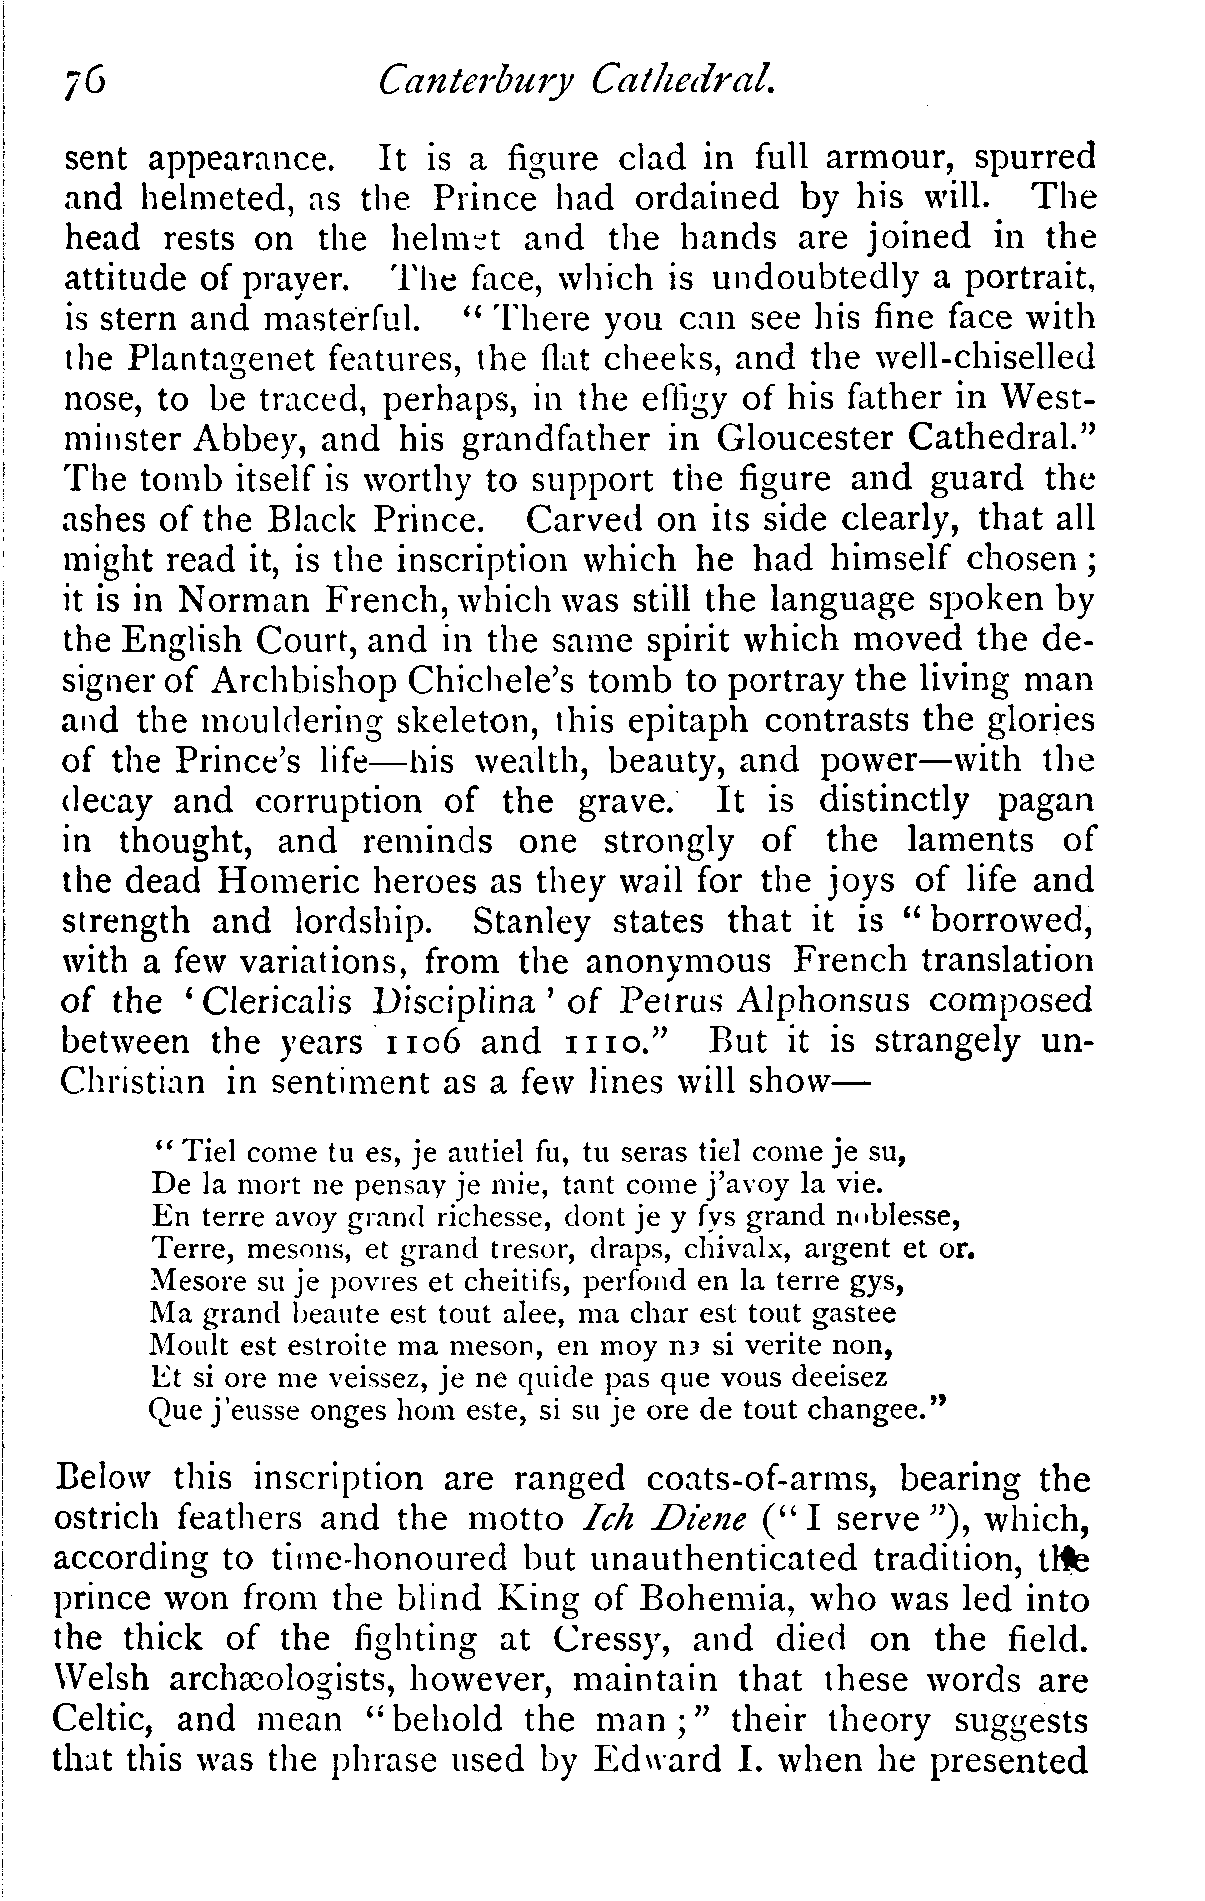 76 Canterbury Cathedral.
sent appearance. It is a figure clad in full armour, spurred
and helmeted, as the Prince had ordained by his will. The
head rests on the helmet and the hands are joined in the
attitude of prayer. The face, which is undoubtedly a portrait,
is stern and masterful. “ There you can see his fine face with
the Plantagenet features, the flat cheeks, and the well-chiselled
nose, to be traced, perhaps, in the effigy of his father in West-
minster Abbey, and his grandfather in Gloucester Cathedral.”
The tomb itself is worthy to support the figure and guard the
ashes of the Black Prince. Carved on its side clearly, that all
might read it, is the inscription which he had himself chosen ;
it is in Norman French, which was still the language spoken by
the English Court, and in the same spirit which moved the de-
signer of Archbishop Chichele’s tomb to portray the living man
and the mouldering skeleton, this epitaph contrasts the glories
of the Prince’s life—his wealth, beauty, and power—with the
decay and corruption of the grave. It is distinctly pagan
in thought, and reminds one strongly of the laments of
the dead Homeric heroes as they wail for the joys of life and
strength and lordship. Stanley states that it is “ borrowed,
with a few variations, from the anonymous French translation
of the ‘ Clericalis Disciplina ’ of Petrus Alphonsus composed
between the years 1106 and 1110.” But it is strangely un-
Christian in sentiment as a few lines will show—
“ Tiel come tu es, je autiel fu, tu seras tiel come je su,
De la mort ne pensay je mie, tant come j’avoy la vie.
En terre avoy grand richesse, dont je y fys grand noblesse,
Terre, mesons, et grand tresor, draps, chivalx, argent et or.
Mesore su je povres et cheitifs, perfond en la terre gys,
Ma grand beaute est tout alee, ma char est tout gastee
Moult est estroite ma meson, en moy na si verite non,
Et si ore me veissez, je ne quide pas que vous deeisez
Que j’eusse onges hom este, si su je ore de tout changee.”
Below this inscription are ranged coats-of-arms, bearing the
ostrich feathers and the motto Ich Diene (“ I serve ”), which,
according to time-honoured but unauthenticated tradition, the
prince won from the blind King of Bohemia, who was led into
the thick of the fighting at Cressy, and died on the field.
Welsh archæologists, however, maintain that these words are
Celtic, and mean “ behold the man ; ” their theory suggests
that this was the phrase used by Edward I. when he presented